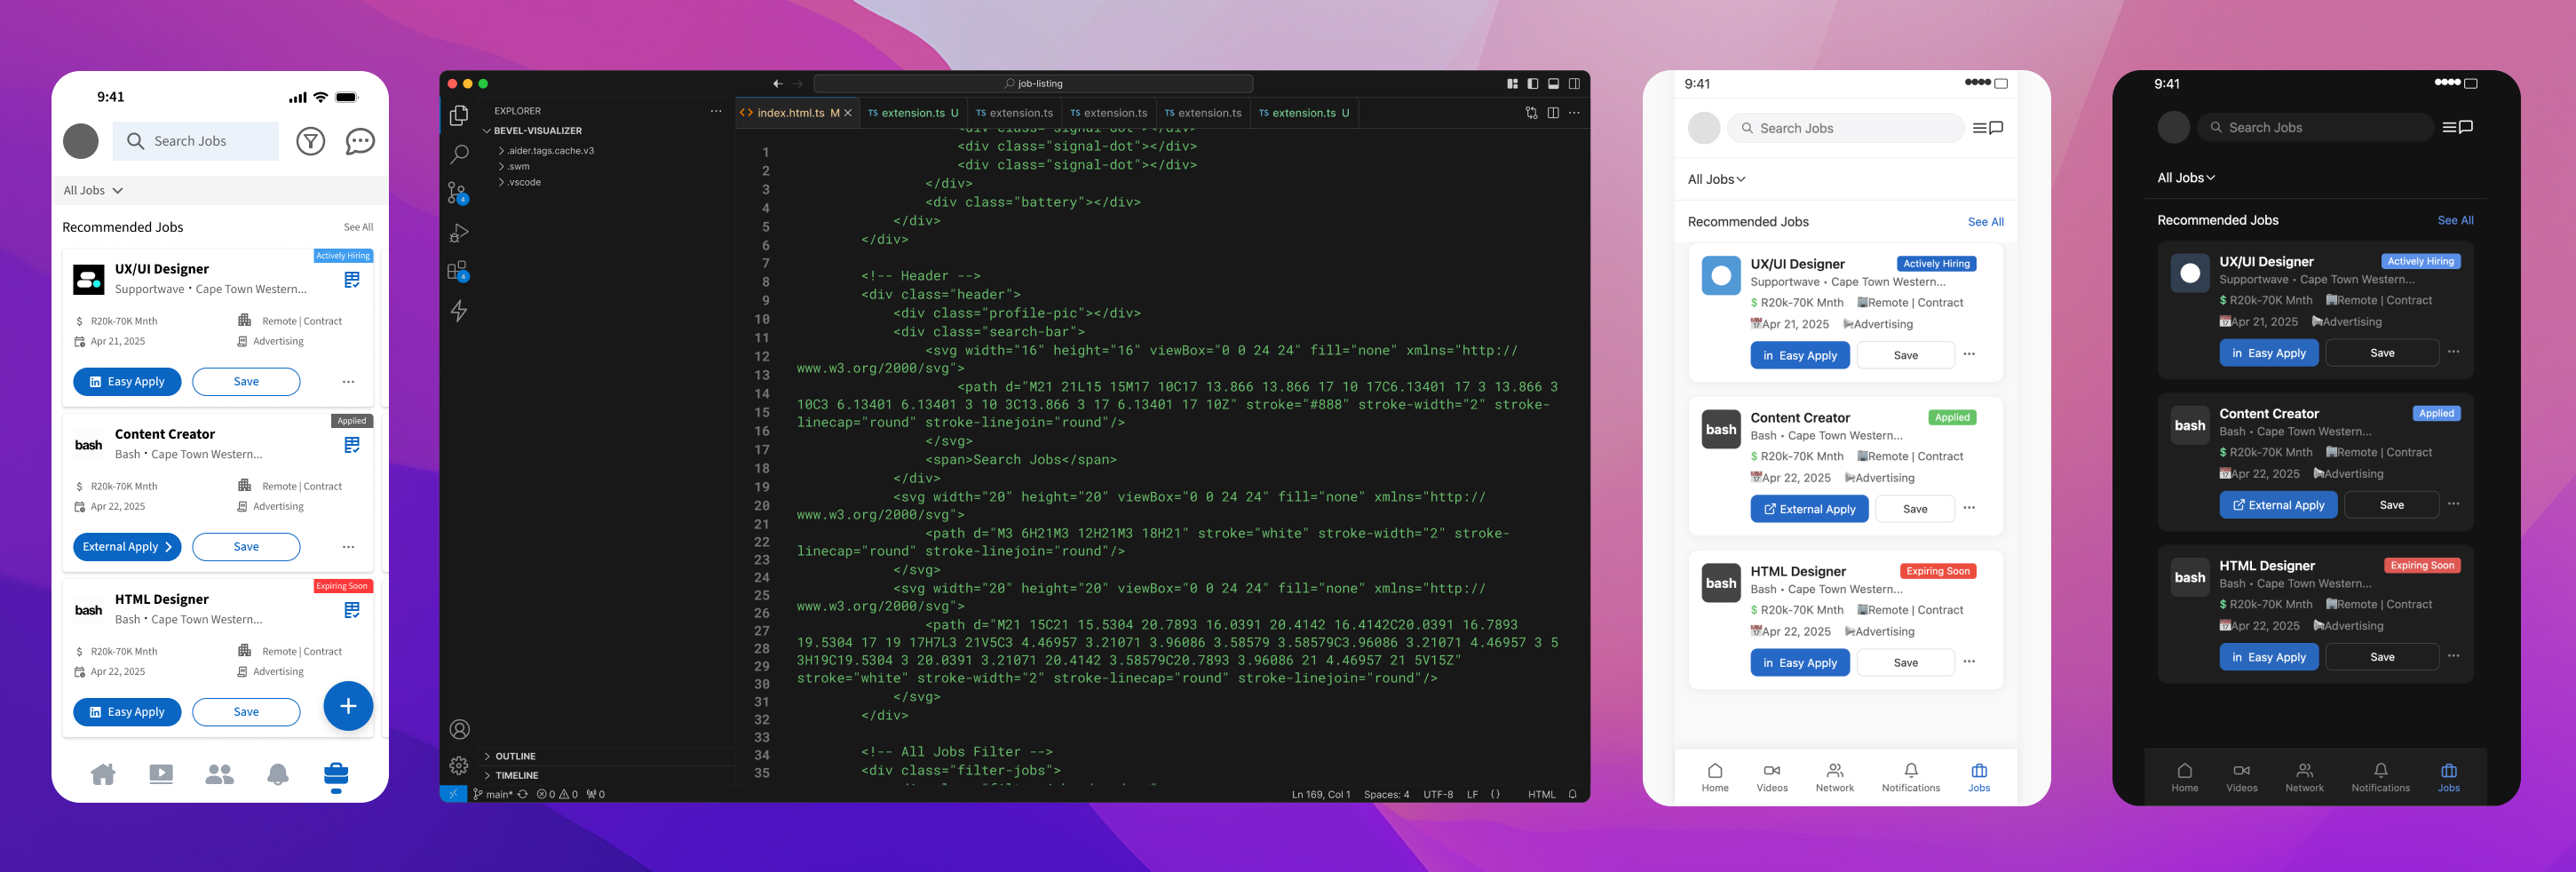 9:41
Search Jobs
All Jobs
Recommended Jobs See All
Actively Hiring
UX/UI Designer
Supportwave • Cape Town Western...
$ R20k-70K Mnth Remote | Contract
Apr 21, 2025 Advertising
in Easy Apply Save ...
Applied
bash Content Creator
Bash • Cape Town Western...
$ R20k-70K Mnth Remote | Contract
Apr 22, 2025 Advertising
External Apply Save ...
Expiring Soon
bash HTML Designer
Bash • Cape Town Western...
$ R20k-70K Mnth Remote | Contract
Apr 22, 2025 Advertising
in Easy Apply Save ...
job-listing
EXPLORER ...
BEVEL-VISUALIZER
.aider.tags.cache.v3
.swm
.vscode
OUTLINE
TIMELINE
4
4
index.html.ts M TS extension.ts U TS extension.ts TS extension.ts TS extension.ts TS extension.ts U
1
2
3
4
5
6
7
8
9
10
11
12
13
14
15
16
17
18
19
20
21
22
23
24
25
26
27
28
29
30
31
32
33
34
35
<div class="signal-dot"></div>
<div class="signal-dot"></div>
<div class="signal-dot"></div>
</div>
<div class="battery"></div>
</div>
</div>
<!-- Header -->
<div class="header">
<div class="profile-pic"></div>
<div class="search-bar">
<svg width="16" height="16" viewBox="0 0 24 24" fill="none" xmlns="http://
www.w3.org/2000/svg">
<path d="M21 21L15 15M17 10C17 13.866 13.866 17 10 17C6.13401 17 3 13.866 3
10C3 6.13401 6.13401 3 10 3C13.866 3 17 6.13401 17 10Z" stroke="#888" stroke-width="2" stroke-
linecap="round" stroke-linejoin="round"/>
</svg>
<span>Search Jobs</span>
</div>
<svg width="20" height="20" viewBox="0 0 24 24" fill="none" xmlns="http://
www.w3.org/2000/svg">
<path d="M3 6H21M3 12H21M3 18H21" stroke="white" stroke-width="2" stroke-
linecap="round" stroke-linejoin="round"/>
</svg>
<svg width="20" height="20" viewBox="0 0 24 24" fill="none" xmlns="http://
www.w3.org/2000/svg">
<path d="M21 15C21 15.5304 20.7893 16.0391 20.4142 16.4142C20.0391 16.7893
19.5304 17 19 17H7L3 21V5C3 4.46957 3.21071 3.96086 3.58579 3.58579C3.96086 3.21071 4.46957 3 5
3H19C19.5304 3 20.0391 3.21071 20.4142 3.58579C20.7893 3.96086 21 4.46957 21 5V15Z"
stroke="white" stroke-width="2" stroke-linecap="round" stroke-linejoin="round"/>
</svg>
</div>
<!-- All Jobs Filter -->
<div class="filter-jobs">
main* 0 0 0 Ln 169, Col 1 Spaces: 4 UTF-8 LF {} HTML
9:41
Search Jobs
All Jobs
Recommended Jobs See All
UX/UI Designer Actively Hiring
Supportwave • Cape Town Western...
$ R20k-70K Mnth Remote | Contract
Apr 21, 2025 Advertising
in Easy Apply Save ...
bash Content Creator Applied
Bash • Cape Town Western...
$ R20k-70K Mnth Remote | Contract
Apr 22, 2025 Advertising
External Apply Save ...
bash HTML Designer Expiring Soon
Bash • Cape Town Western...
$ R20k-70K Mnth Remote | Contract
Apr 22, 2025 Advertising
in Easy Apply Save ...
Home Videos Network Notifications Jobs
9:41
Search Jobs
All Jobs
Recommended Jobs See All
UX/UI Designer Actively Hiring
Supportwave • Cape Town Western...
$ R20k-70K Mnth Remote | Contract
Apr 21, 2025 Advertising
in Easy Apply Save ...
bash Content Creator Applied
Bash • Cape Town Western...
$ R20k-70K Mnth Remote | Contract
Apr 22, 2025 Advertising
External Apply Save ...
bash HTML Designer Expiring Soon
Bash • Cape Town Western...
$ R20k-70K Mnth Remote | Contract
Apr 22, 2025 Advertising
in Easy Apply Save ...
Home Videos Network Notifications Jobs